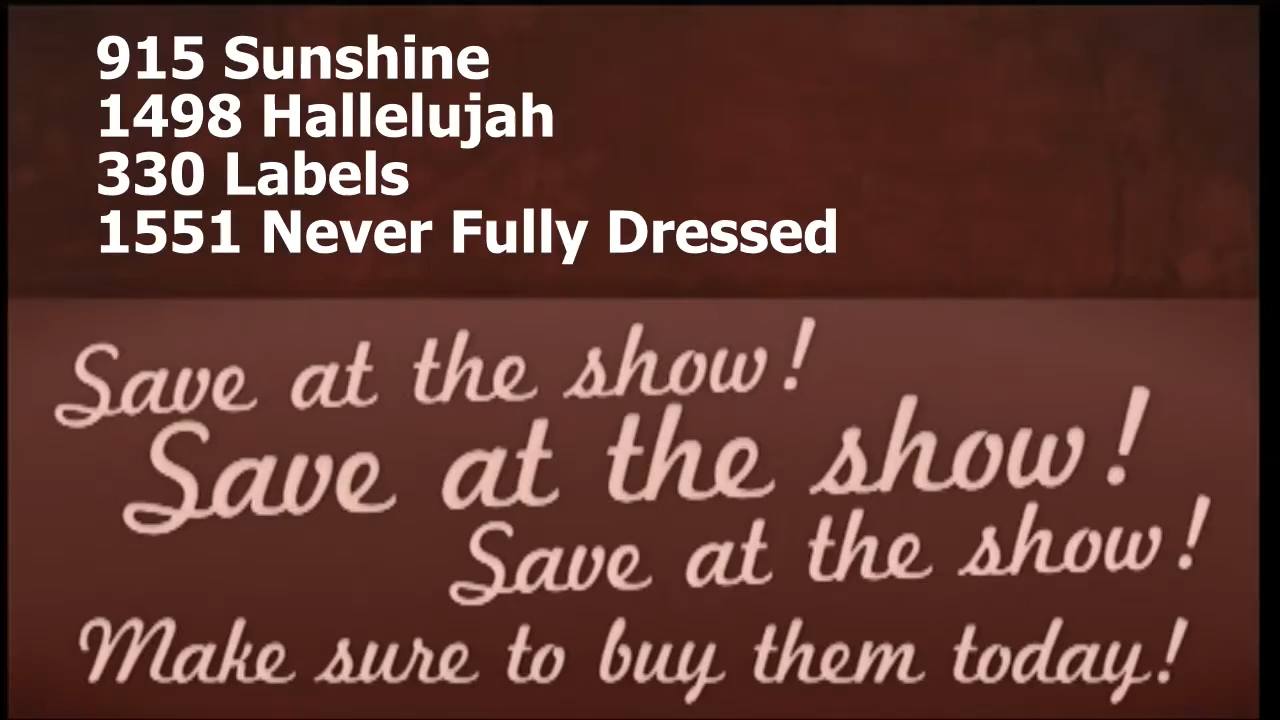 915 Sunshine
1498 Hallelujah
330 Labels
1551 Never Fully Dressed
Save at the show!
Save at the show!
Save at the show!
Make sure to buy them today!